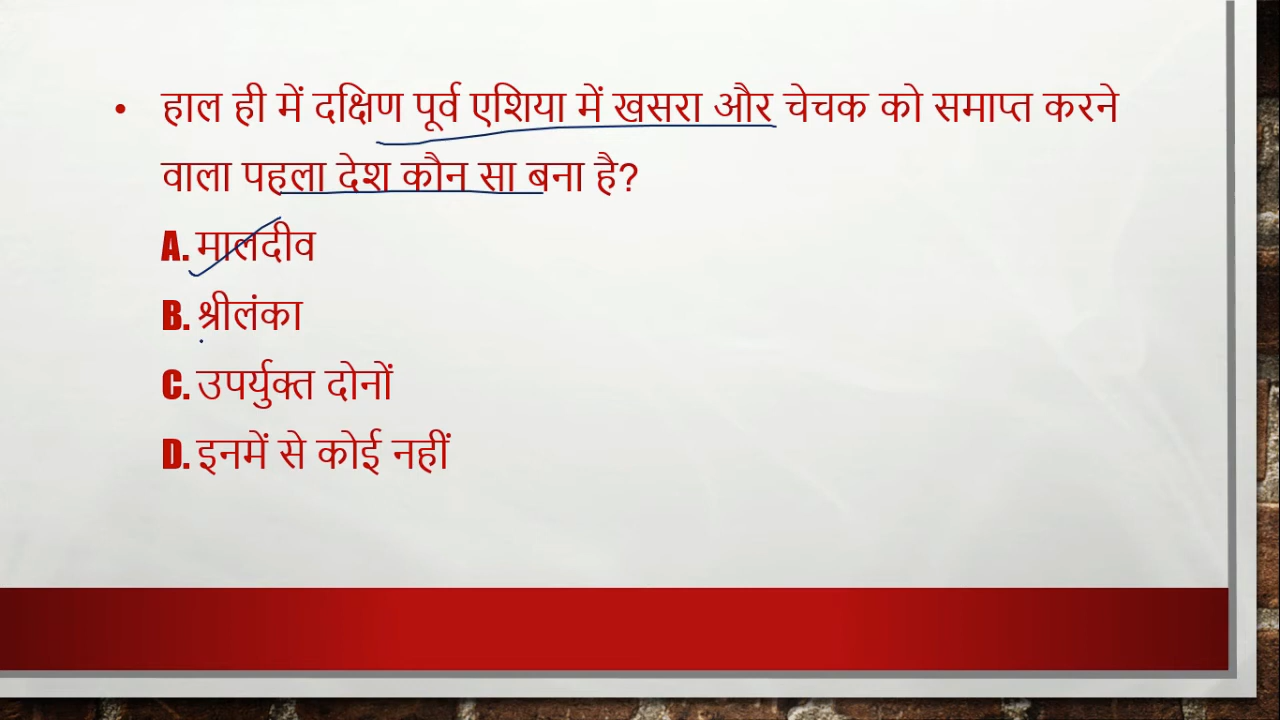 • हाल ही में दक्षिण पूर्व एशिया में खसरा और चेचक को समाप्त करने
वाला पहला देश कौन सा बना है?
A. मालदीव
B. श्रीलंका
C. उपर्युक्त दोनों
D. इनमें से कोई नहीं